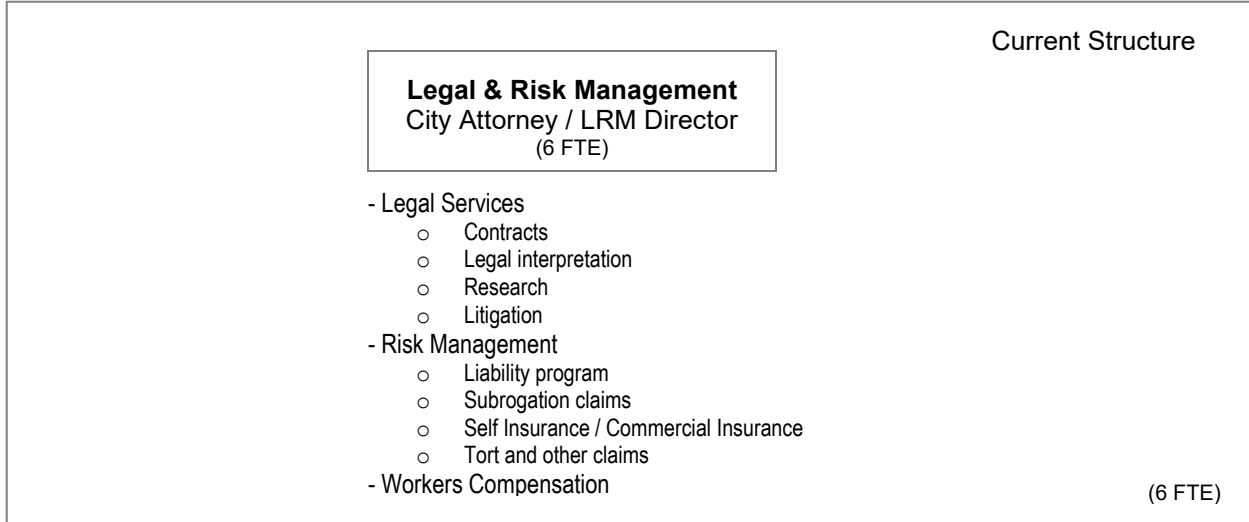 Current Structure
Legal & Risk Management
City Attorney / LRM Director
(6 FTE)
- Legal Services
o Contracts
o Legal interpretation
o Research
o Litigation
- Risk Management
o Liability program
o Subrogation claims
o Self Insurance / Commercial Insurance
o Tort and other claims
- Workers Compensation
(6 FTE)